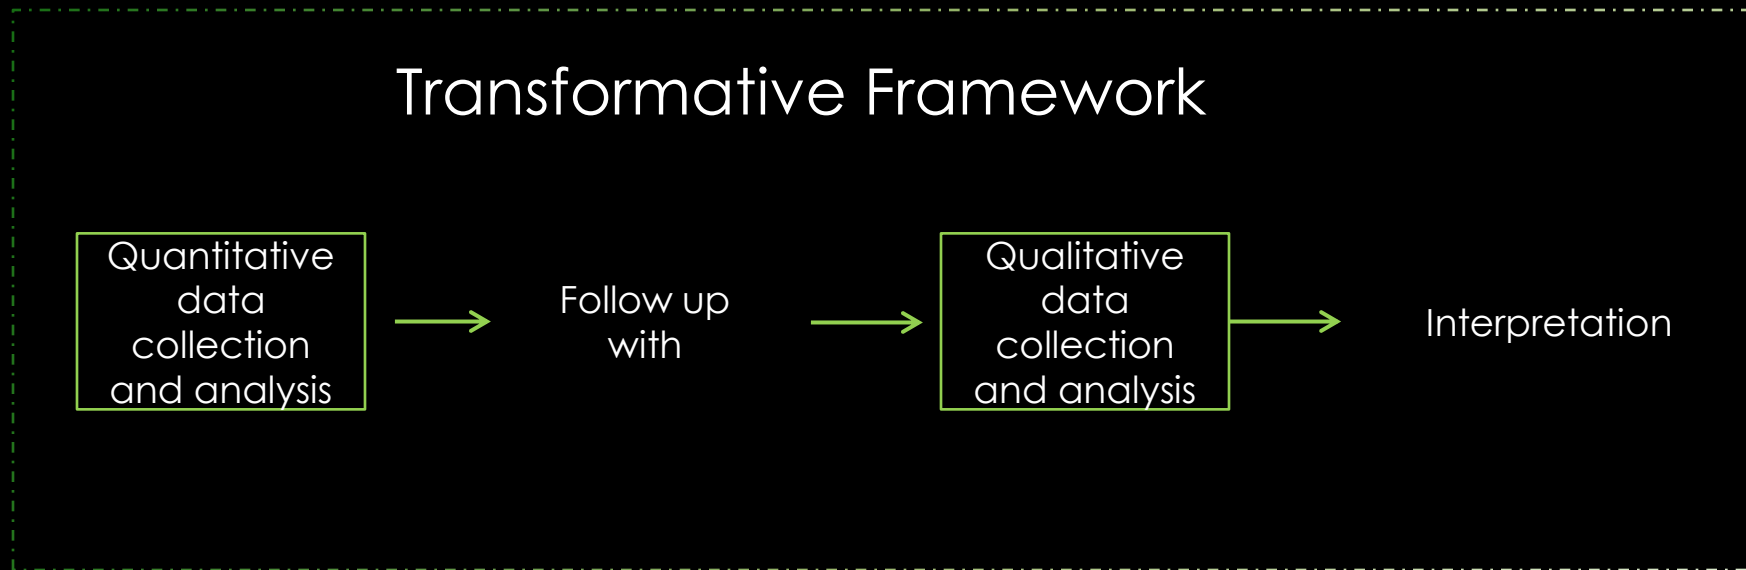 Transformative Framework
Quantitative
data
collection
and analysis
Follow up
with
Qualitative
data
collection
and analysis
Interpretation